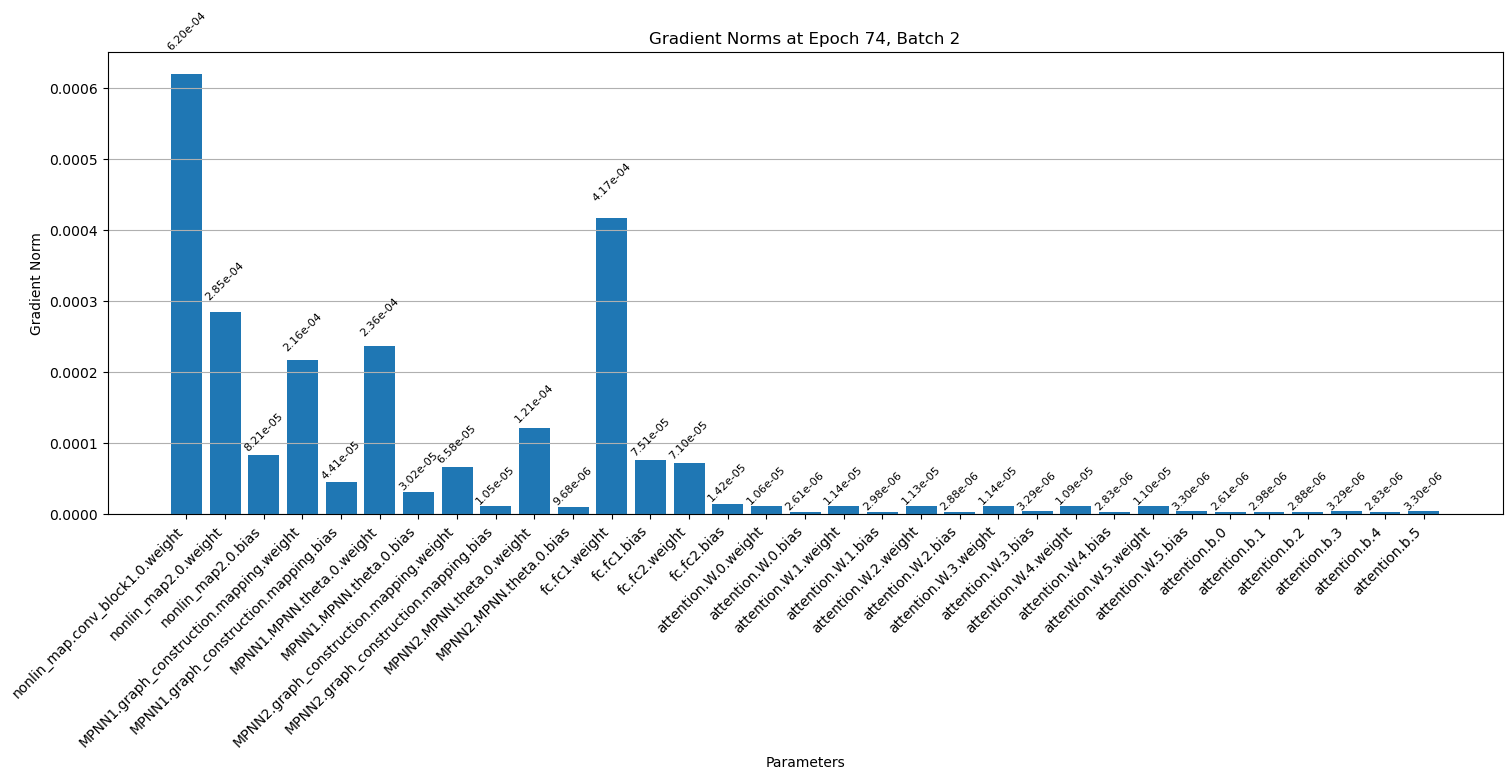 Gradient Norms at Epoch 74, Batch 2
Gradient Norm
0.0006
0.0005
0.0004
0.0003
0.0002
0.0001
0.0000
6.20e-04
2.85e-04
8.21e-05
2.16e-04
4.41e-05
2.36e-04
3.02e-05
6.58e-05
1.05e-05
1.21e-04
9.68e-06
4.17e-04
7.51e-05
7.10e-05
1.42e-05
1.06e-05
2.61e-06
1.14e-05
2.98e-06
1.13e-05
2.88e-06
1.14e-05
3.29e-06
1.09e-05
2.83e-06
1.10e-05
3.30e-06
2.61e-06
2.98e-06
2.88e-06
3.29e-06
2.83e-06
3.30e-06
nonlin_map.conv_block1.0.weight
nonlin_map2.0.weight
nonlin_map2.0.bias
MPNN1.graph_construction.mapping.weight
MPNN1.graph_construction.mapping.bias
MPNN1.MPNN.theta.0.weight
MPNN1.MPNN.theta.0.bias
MPNN2.graph_construction.mapping.weight
MPNN2.graph_construction.mapping.bias
MPNN2.MPNN.theta.0.weight
MPNN2.MPNN.theta.0.bias
fc.fc1.weight
fc.fc1.bias
fc.fc2.weight
fc.fc2.bias
attention.W.0.weight
attention.W.0.bias
attention.W.1.weight
attention.W.1.bias
attention.W.2.weight
attention.W.2.bias
attention.W.3.weight
attention.W.3.bias
attention.W.4.weight
attention.W.4.bias
attention.W.5.weight
attention.W.5.bias
attention.b.0
attention.b.1
attention.b.2
attention.b.3
attention.b.4
attention.b.5
Parameters